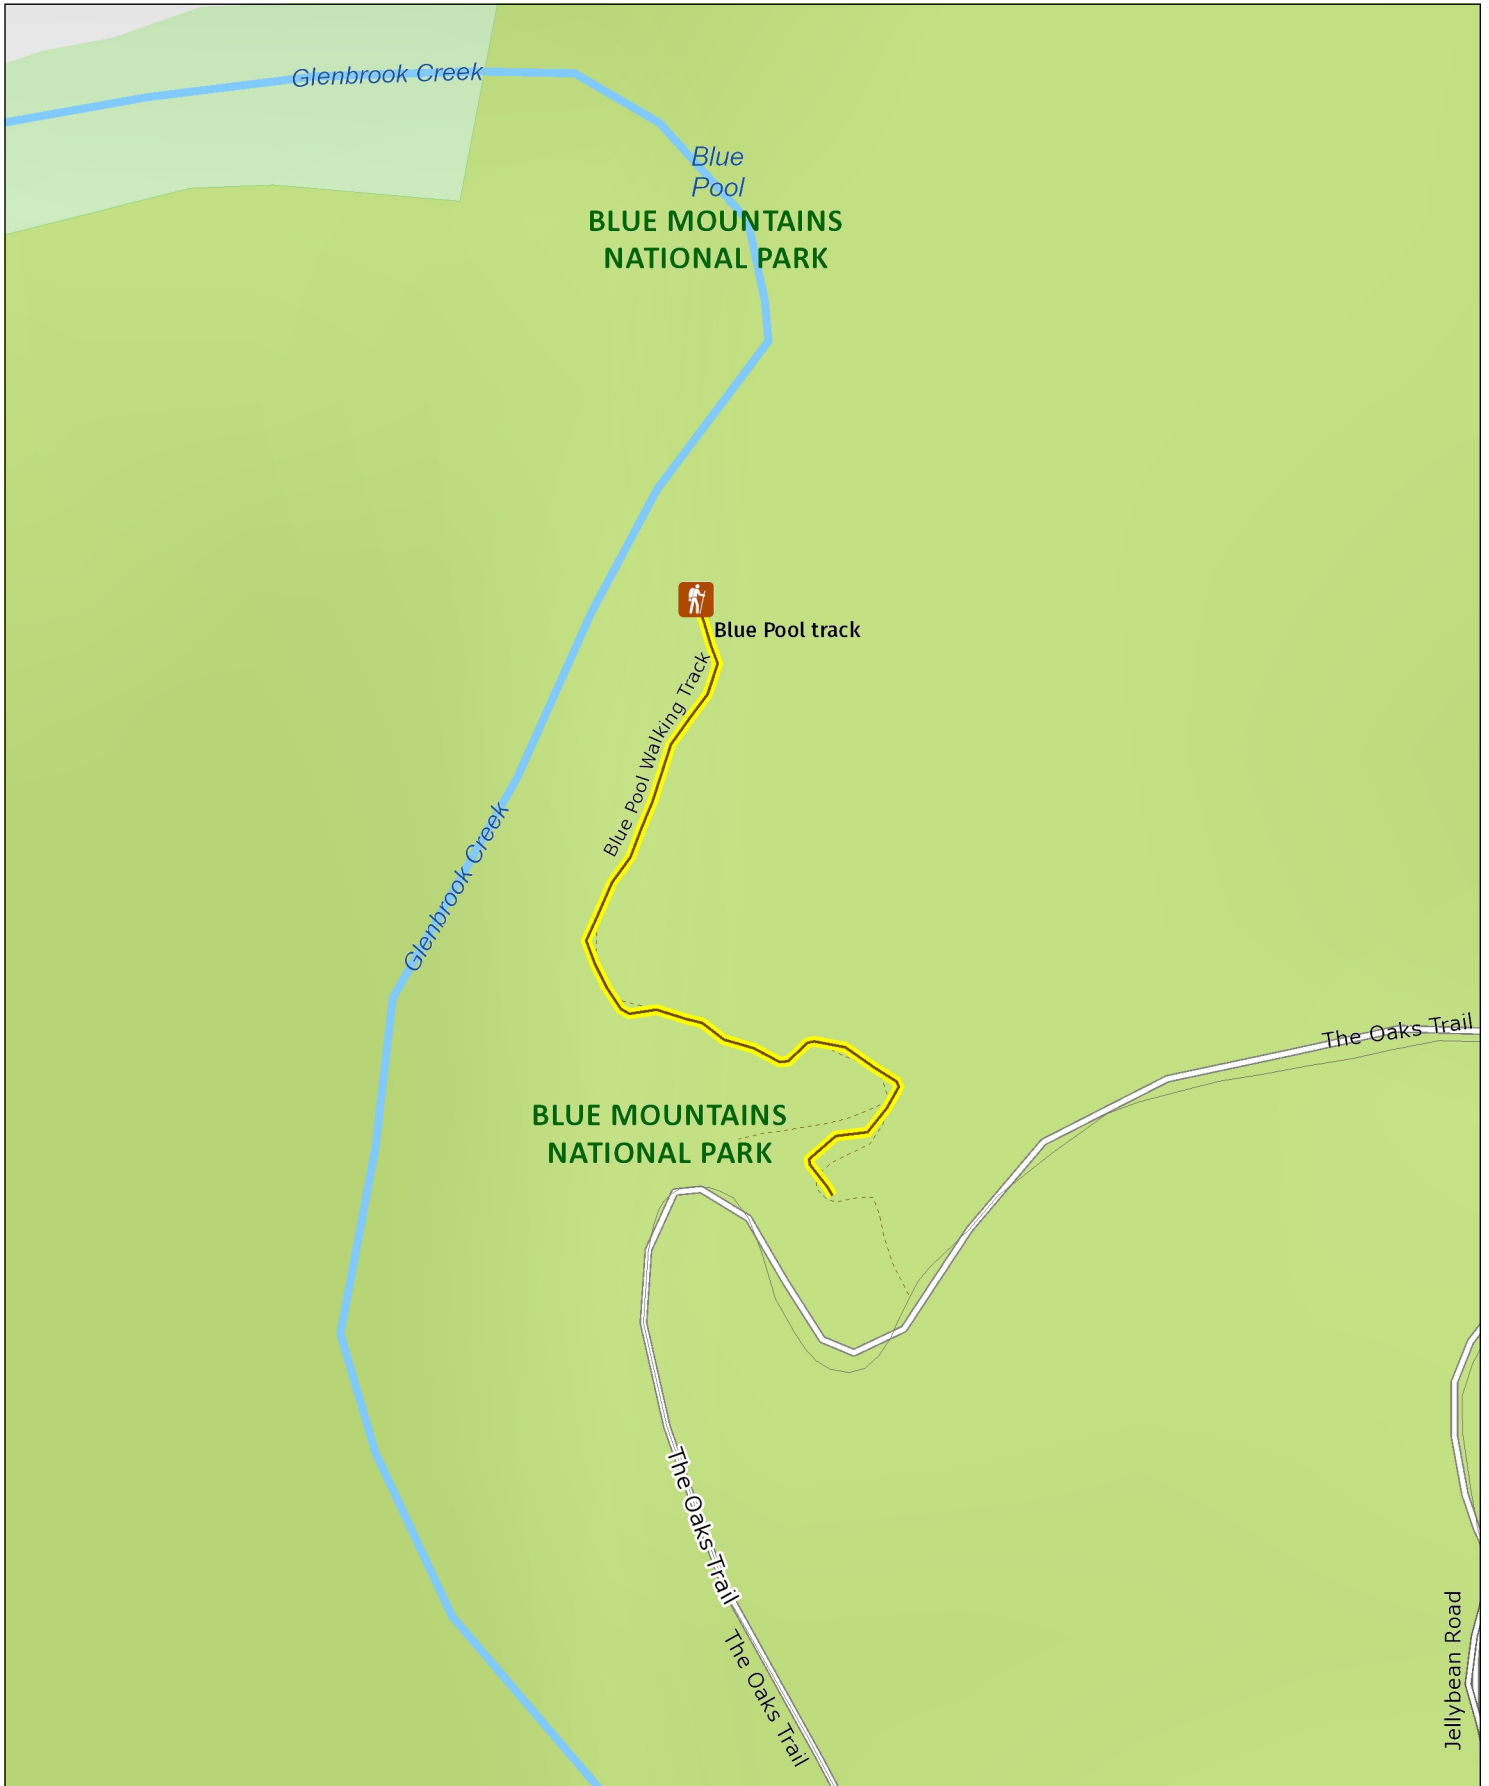 Glenbrook Creek
Blue
Pool
BLUE MOUNTAINS
NATIONAL PARK
Blue Pool track
Blue Pool Walking Track
Glenbrook Creek
The Oaks Trail
BLUE MOUNTAINS
NATIONAL PARK
The Oaks Trail
The Oaks Trail
Jellybean Road